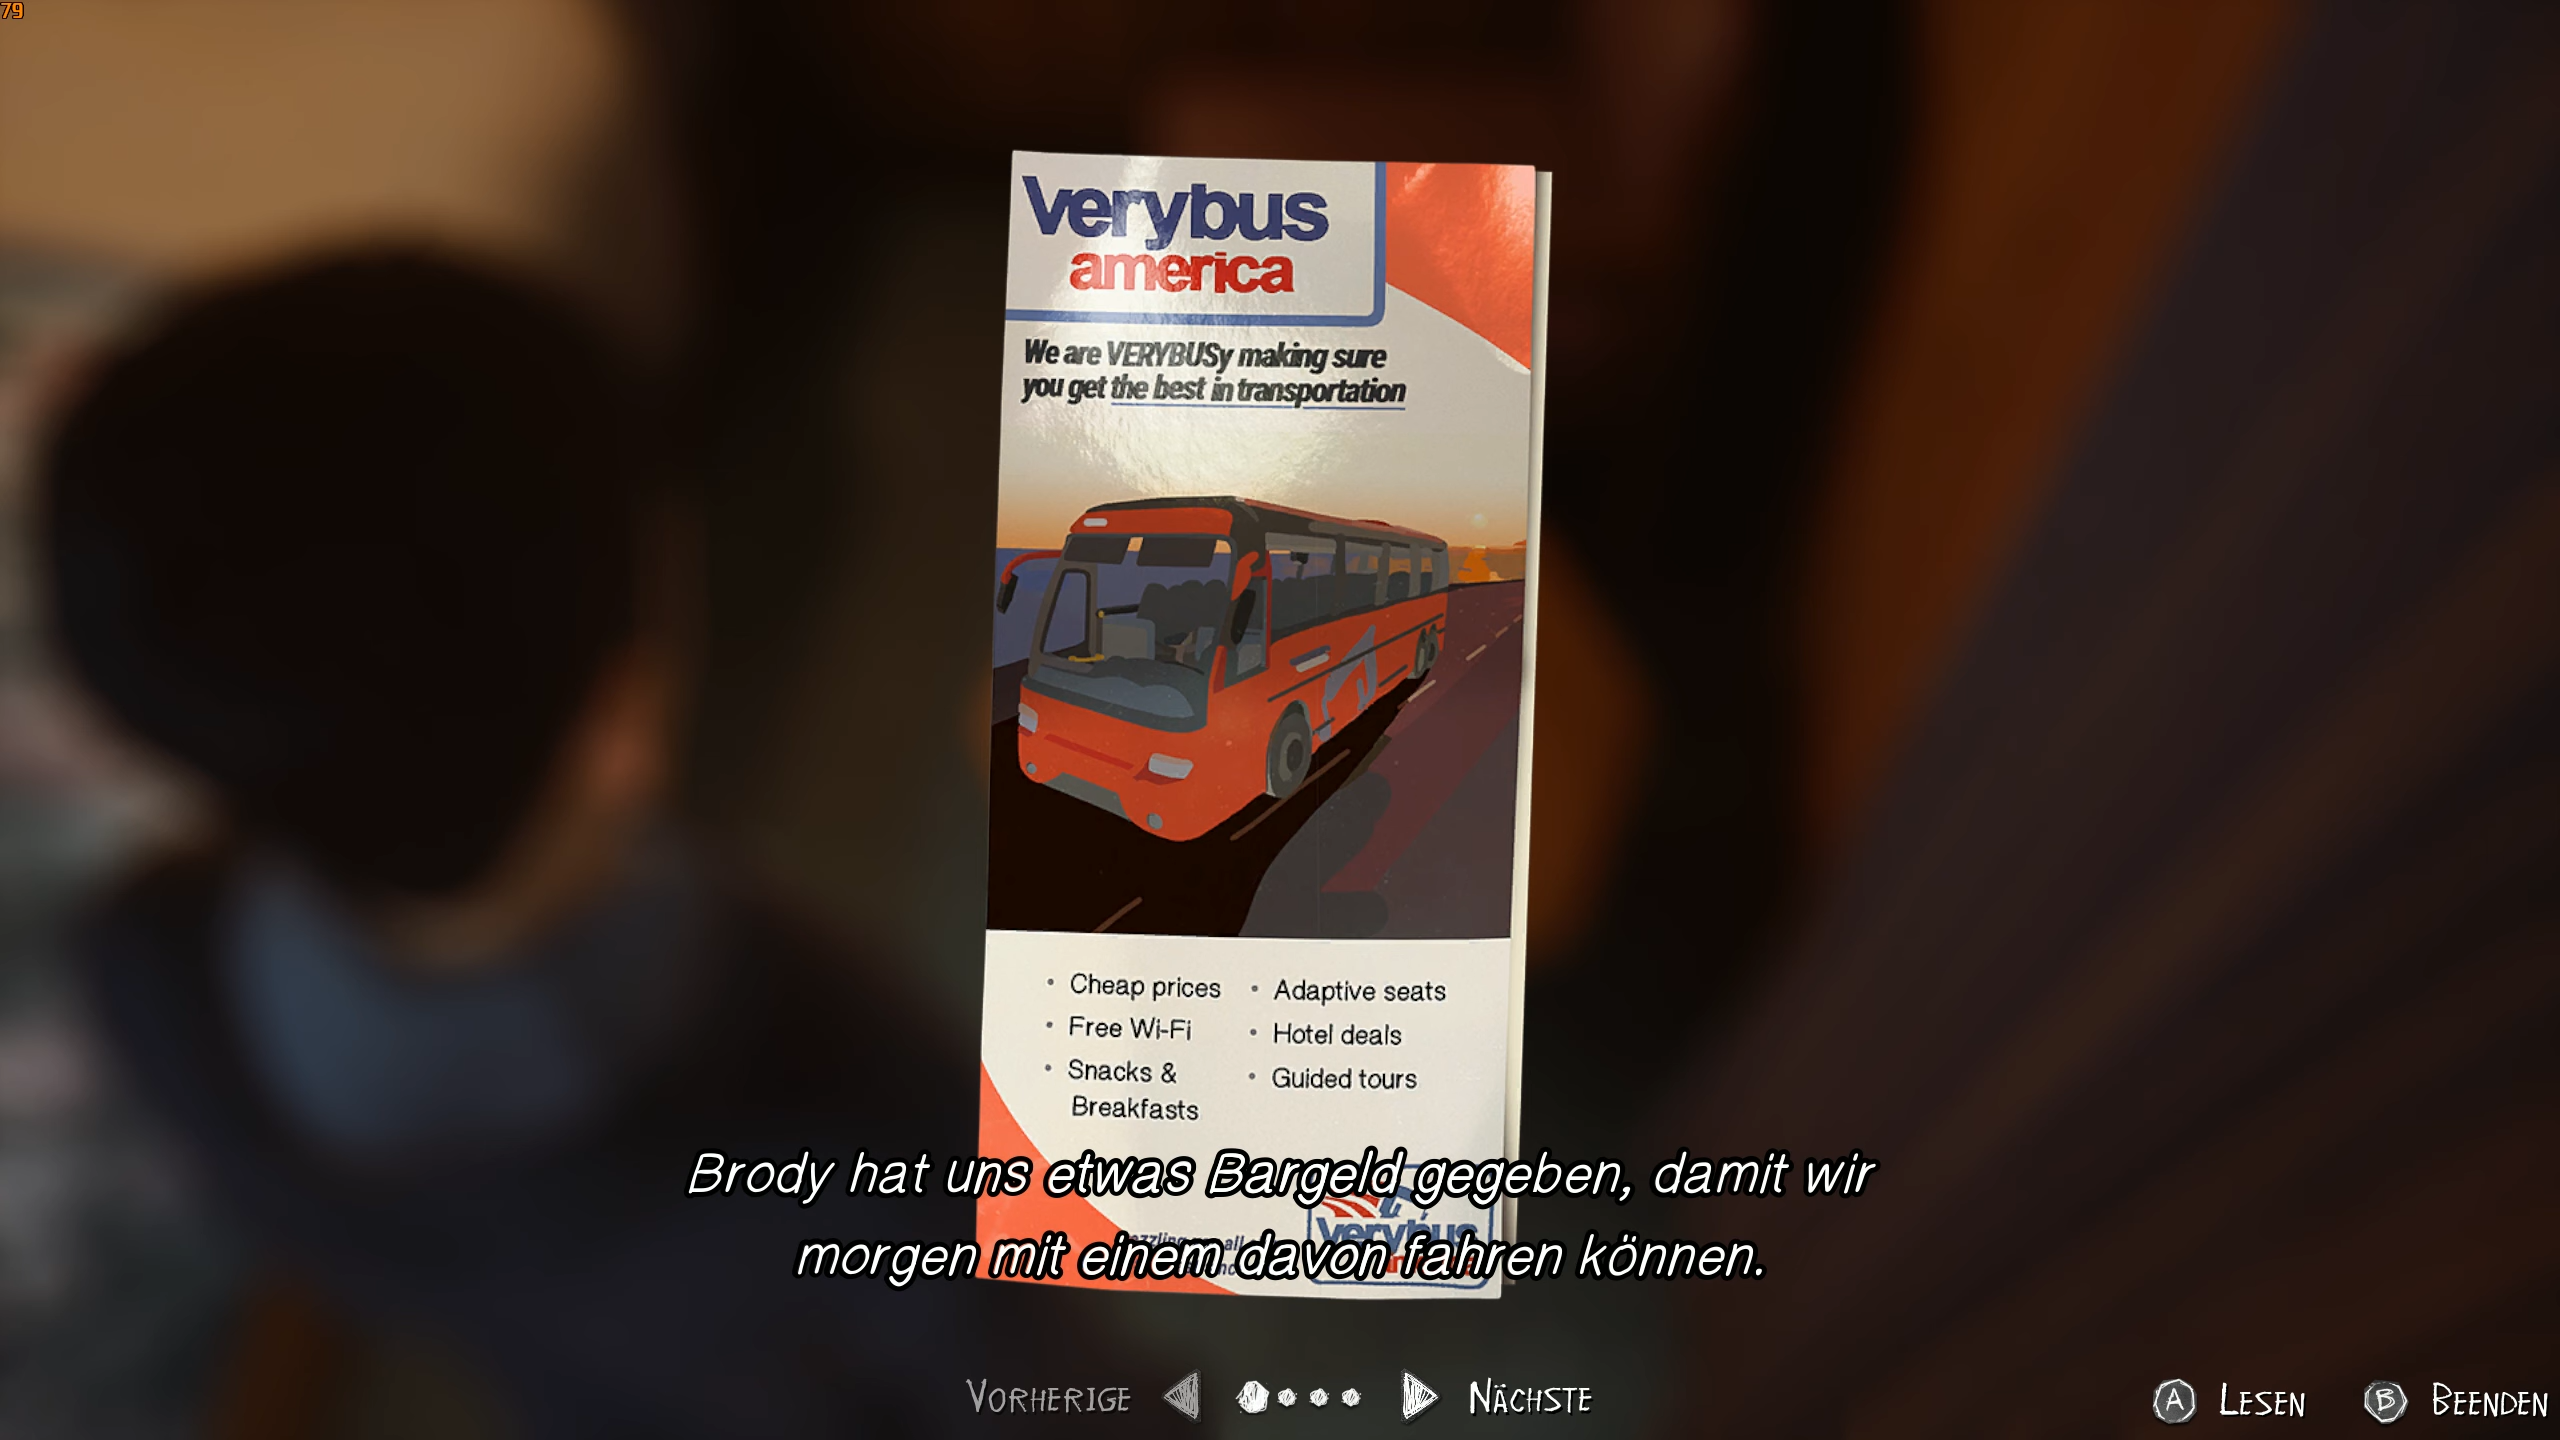 79
verybus
america
We are VERYBUSy making sure
you get the best in transportation
• Cheap prices
• Free Wi-Fi
• Snacks &
Breakfasts
• Adaptive seats
• Hotel deals
• Guided tours
verybus
Brody hat uns etwas Bargeld gegeben, damit wir
morgen mit einem davon fahren können.
VORHERIGE
NÄCHSTE
A LESEN
B BEENDEN